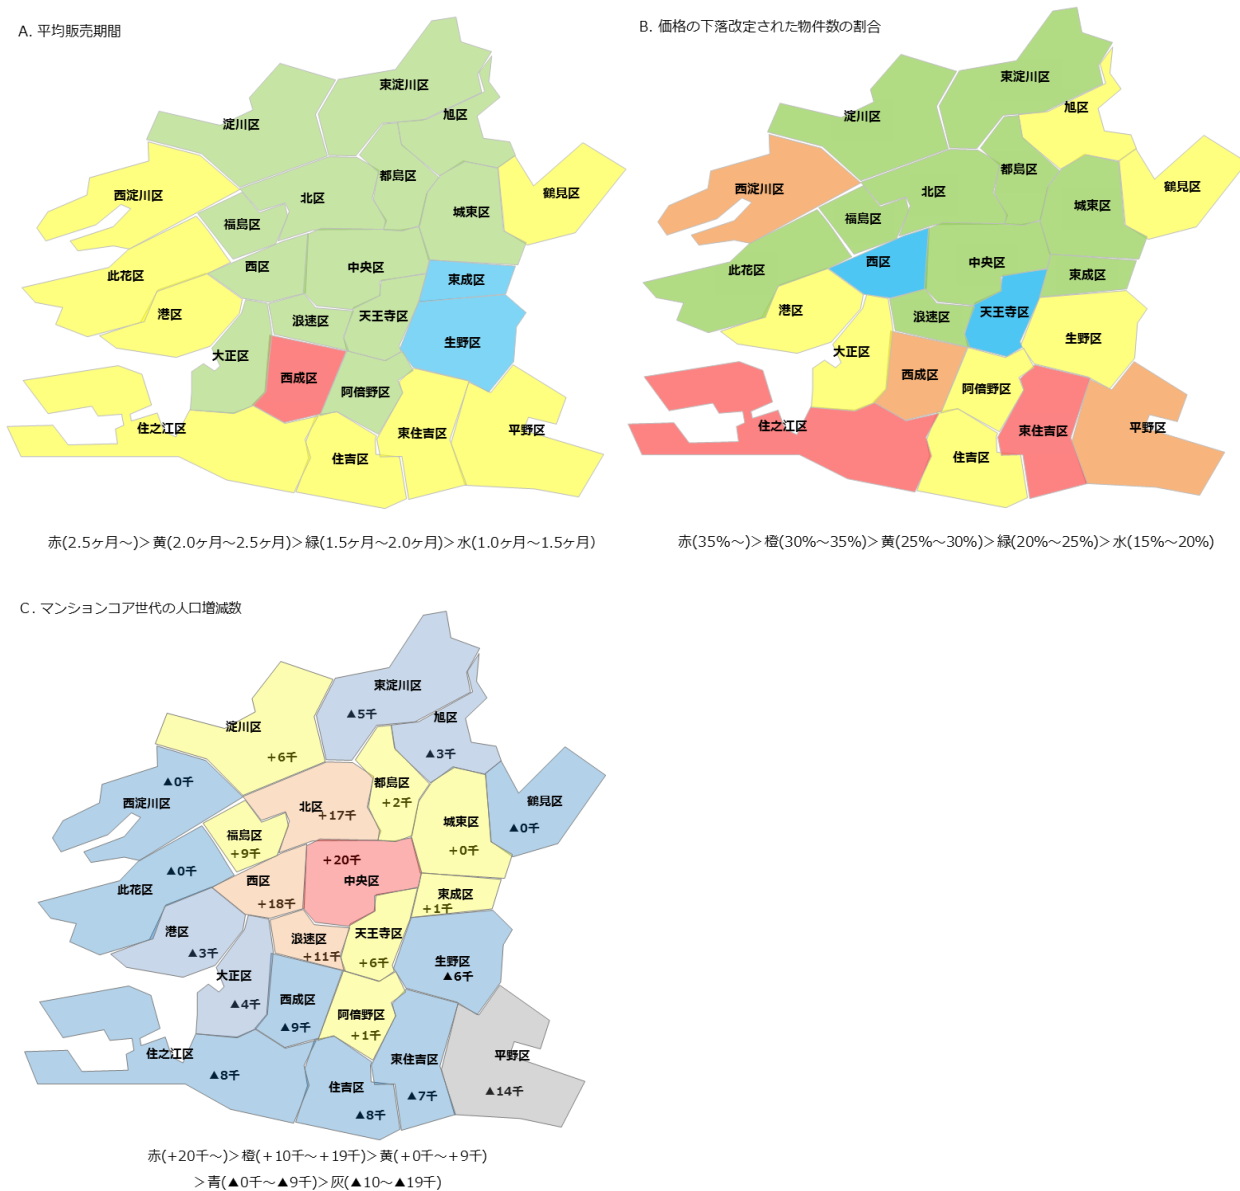 A. 平均販売期間
東淀川区
旭区
淀川区
都島区
西淀川区
鶴見区
北区
城東区
福島区
西区
中央区
此花区
東成区
港区
浪速区
天王寺区
生野区
大正区
西成区
阿倍野区
住之江区
東住吉区
平野区
住吉区
赤(2.5ヶ月～)＞黄(2.0ヶ月～2.5ヶ月)＞緑(1.5ヶ月～2.0ヶ月)＞水(1.0ヶ月～1.5ヶ月)
B. 価格の下落改定された物件数の割合
東淀川区
旭区
淀川区
都島区
西淀川区
鶴見区
北区
城東区
福島区
西区
中央区
此花区
東成区
港区
浪速区
天王寺区
生野区
大正区
西成区
阿倍野区
住之江区
東住吉区
平野区
住吉区
赤(35%～)＞橙(30%～35%)＞黄(25%～30%)＞緑(20%～25%)＞水(15%～20%)
C. マンションコア世代の人口増減数
東淀川区
▲5千
旭区
▲3千
淀川区
+6千
都島区
+2千
▲0千
西淀川区
鶴見区
▲0千
北区
+17千
城東区
+0千
福島区
+9千
+20千
中央区
▲0千
此花区
西区
+18千
東成区
+1千
港区
▲3千
浪速区
+11千
天王寺区
+6千
生野区
▲6千
大正区
▲4千
西成区
▲9千
阿倍野区
+1千
住之江区
▲8千
東住吉区
▲7千
平野区
▲14千
住吉区
▲8千
赤(+20千～)＞橙(+10千～+19千)＞黄(+0千～+9千)
＞青(▲0千～▲9千)＞灰(▲10～▲19千)